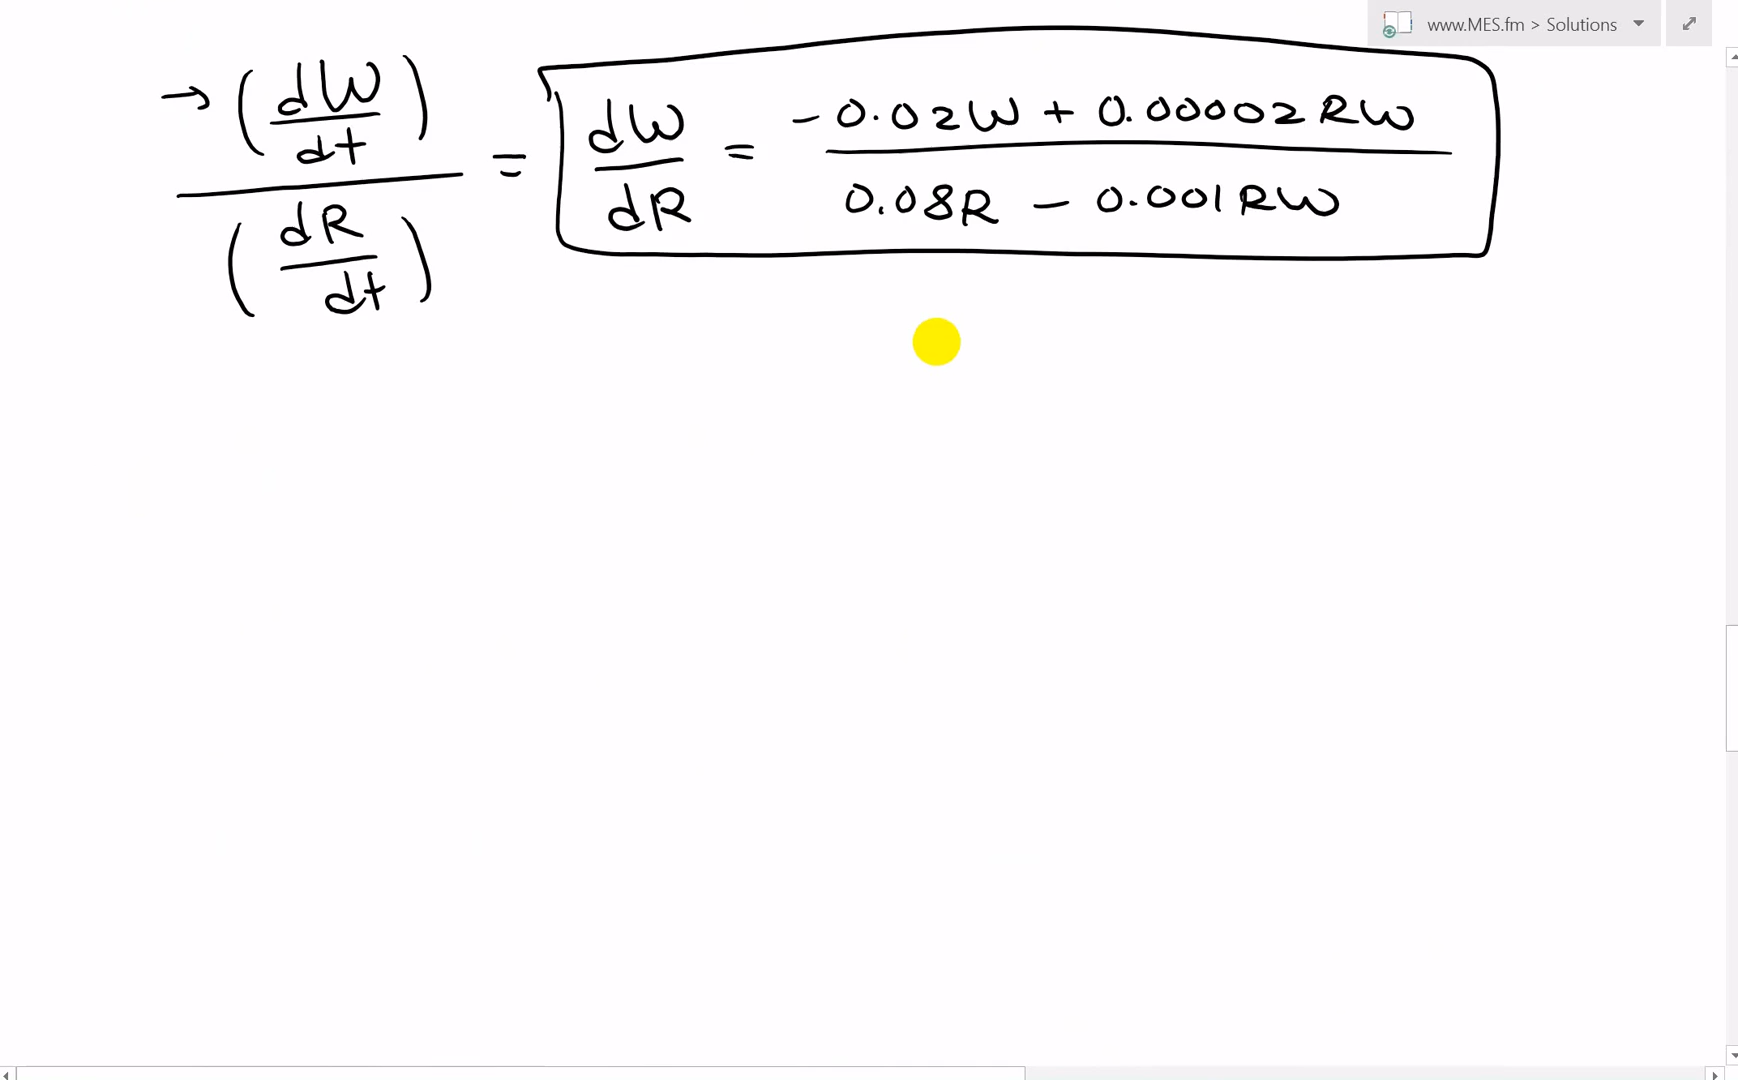 www.MES.fm > Solutions
→ (dW/dt) / (dR/dt) = dW/dR = (-0.02W + 0.00002RW) / (0.08R - 0.001RW)